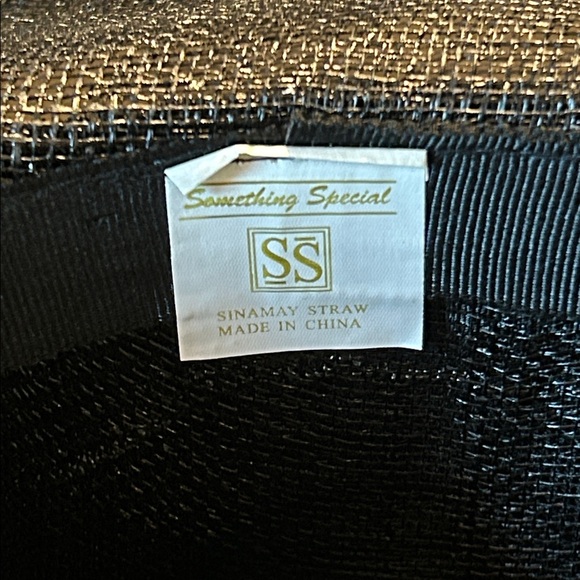 Something Special
SS
SINAMAY STRAW
MADE IN CHINA